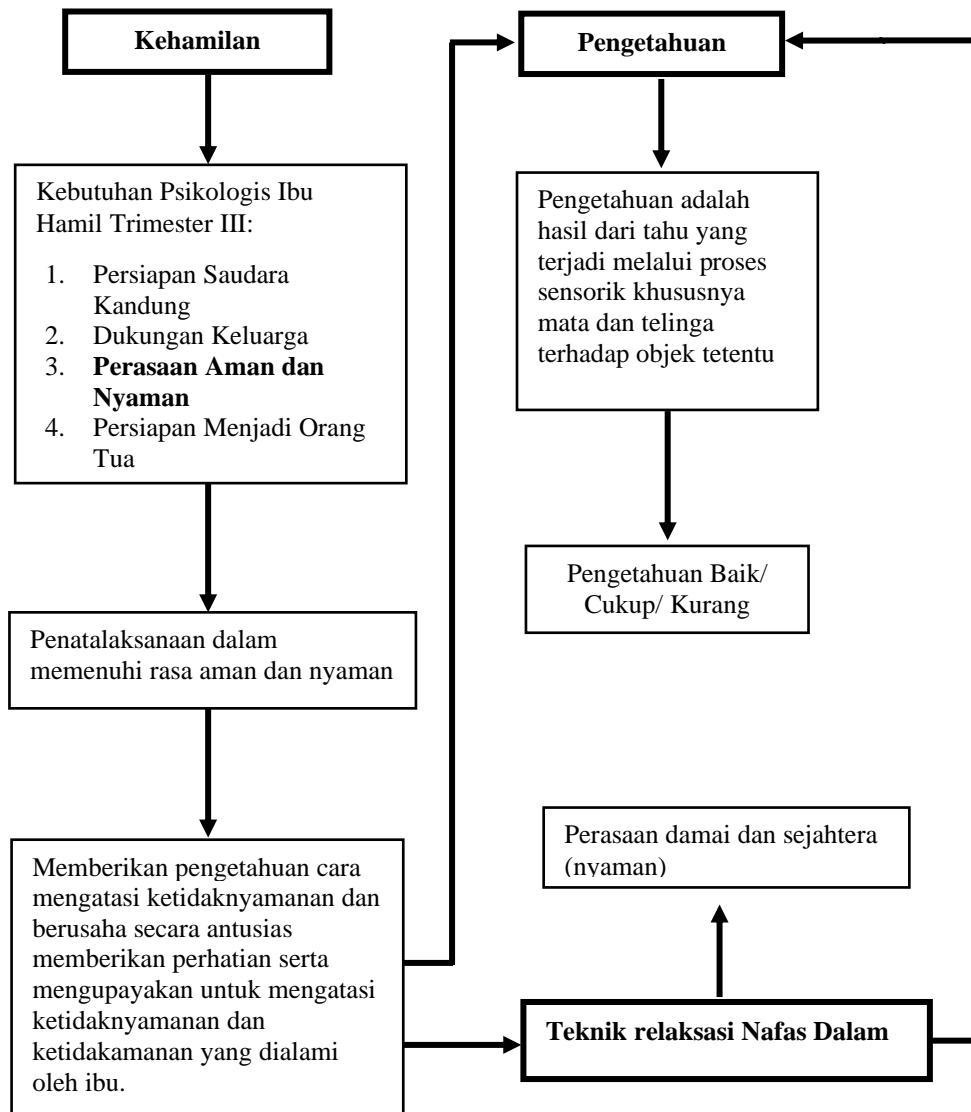 Kehamilan
Kebutuhan Psikologis Ibu
Hamil Trimester III:
1. Persiapan Saudara
Kandung
2. Dukungan Keluarga
3. Perasaan Aman dan
Nyaman
4. Persiapan Menjadi Orang
Tua
Penatalaksanaan dalam
memenuhi rasa aman dan nyaman
Memberikan pengetahuan cara
mengatasi ketidaknyamanan dan
berusaha secara antusias
memberikan perhatian serta
mengupayakan untuk mengatasi
ketidaknyamanan dan
ketidakamanan yang dialami
oleh ibu.
Pengetahuan
Pengetahuan adalah
hasil dari tahu yang
terjadi melalui proses
sensorik khususnya
mata dan telinga
terhadap objek tetentu
Pengetahuan Baik/
Cukup/ Kurang
Perasaan damai dan sejahtera
(nyaman)
Teknik relaksasi Nafas Dalam